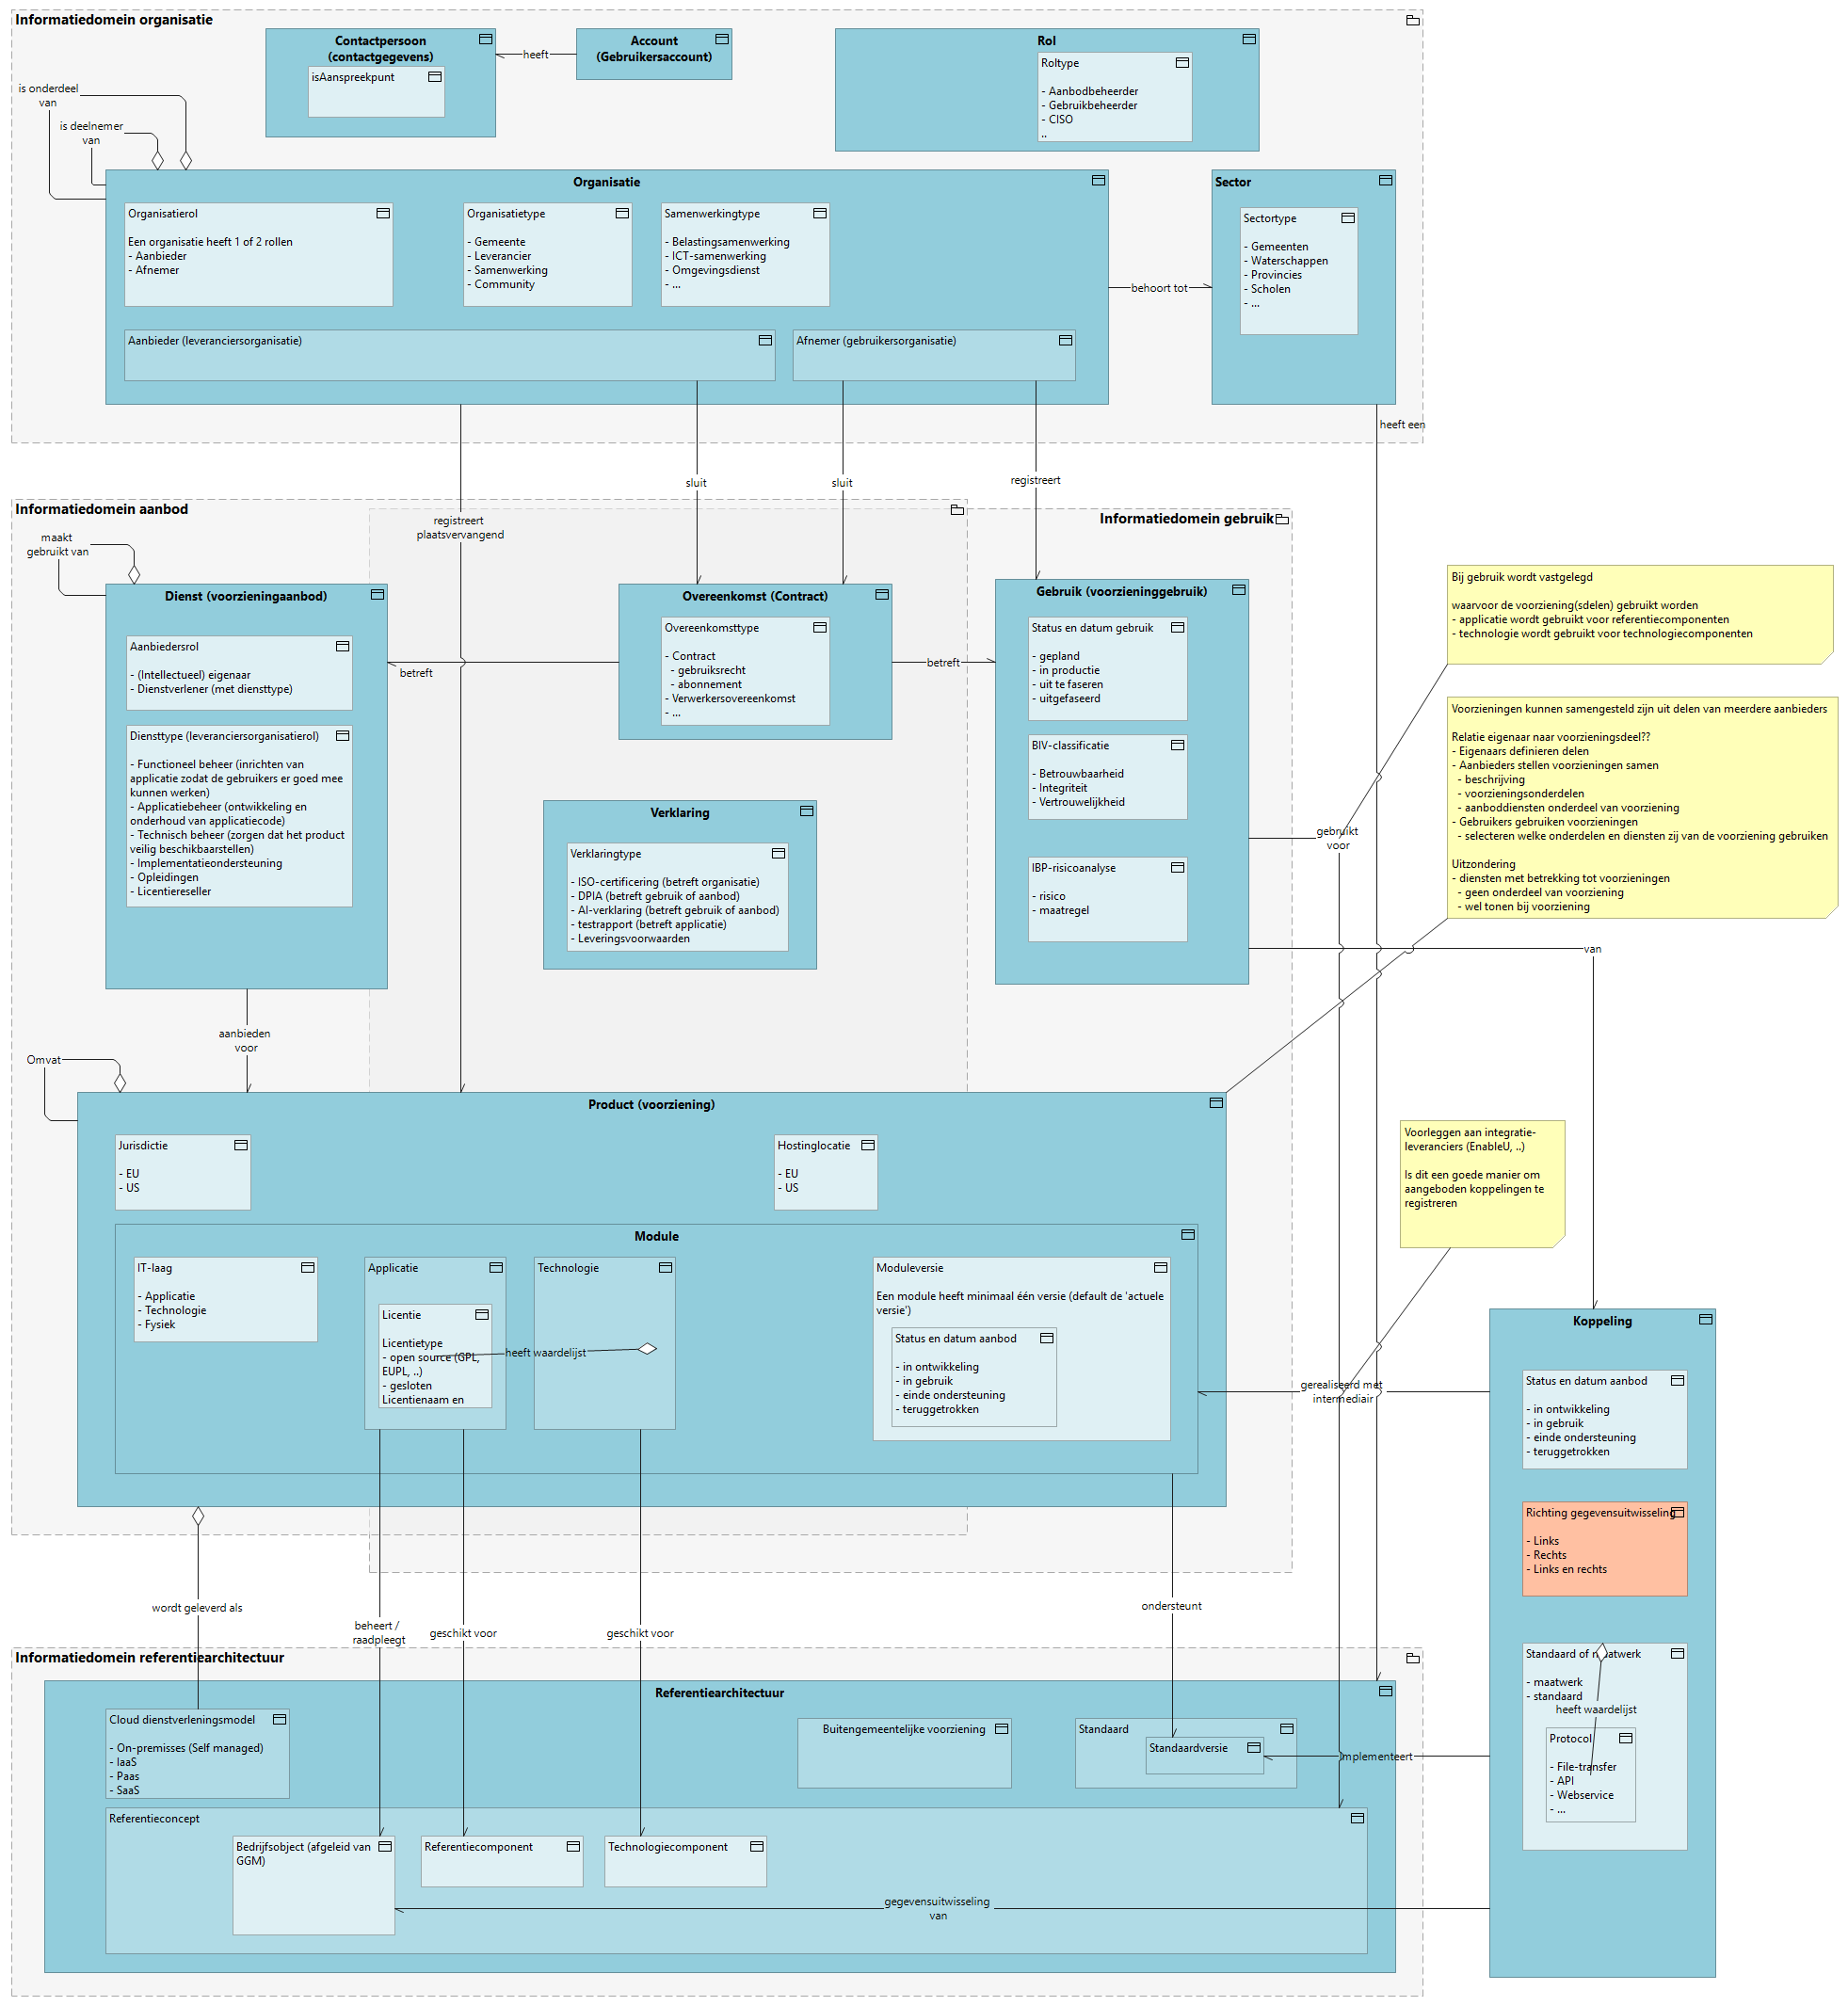 Informatiedomein organisatie
Contactpersoon
(contactgegevens)
isAanspreekpunt
heeft
Account
(Gebruikersaccount)
Rol
Roltype
- Aanbodbeheerder
- Gebruikbeheerder
- CISO
..
is onderdeel
van
is deelnemer
van
Organisatie
Organisatierol
Een organisatie heeft 1 of 2 rollen
- Aanbieder
- Afnemer
Organisatietype
- Gemeente
- Leverancier
- Samenwerking
- Community
Samenwerkingtype
- Belastingsamenwerking
- ICT-samenwerking
- Omgevingsdienst
- ...
Aanbieder (leveranciersorganisatie)
Afnemer (gebruikersorganisatie)
behoort tot
Sector
Sectortype
- Gemeenten
- Waterschappen
- Provincies
- Scholen
- ...
heeft een
sluit
sluit
registreert
registreert
plaatsvervangend
Informatiedomein aanbod
Informatiedomein gebruik
maakt
gebruikt van
Dienst (voorzieningaanbod)
Aanbiedersrol
- (Intellectueel) eigenaar
- Dienstverlener (met diensttype)
Diensttype (leveranciersorganisatierol)
- Functioneel beheer (inrichten van
applicatie zodat de gebruikers er goed mee
kunnen werken)
- Applicatiebeheer (ontwikkeling en
onderhoud van applicatiecode)
- Technisch beheer (zorgen dat het product
veilig beschikbaarstellen)
- Implementatieondersteuning
- Opleidingen
- Licentiereseller
betreft
Overeenkomst (Contract)
Overeenkomsttype
- Contract
- gebruiksrecht
- abonnement
- Verwerkersovereenkomst
- ...
betreft
Gebruik (voorzieninggebruik)
Status en datum gebruik
- gepland
- in productie
- uit te faseren
- uitgefaseerd
BIV-classificatie
- Betrouwbaarheid
- Integriteit
- Vertrouwelijkheid
IBP-risicoanalyse
- risico
- maatregel
Verklaring
Verklaringtype
- ISO-certificering (betreft organisatie)
- DPIA (betreft gebruik of aanbod)
- AI-verklaring (betreft gebruik of aanbod)
- testrapport (betreft applicatie)
- Leveringsvoorwaarden
Bij gebruik wordt vastgelegd
waarvoor de voorziening(sdelen) gebruikt worden
- applicatie wordt gebruikt voor referentiecomponenten
- technologie wordt gebruikt voor technologiecomponenten
Voorzieningen kunnen samengesteld zijn uit delen van meerdere aanbieders
Relatie eigenaar naar voorzieningsdeel??
- Eigenaars definieren delen
- Aanbieders stellen voorzieningen samen
- beschrijving
- voorzieningsonderdelen
- aanboddiensten onderdeel van voorziening
- Gebruikers gebruiken voorzieningen
- selecteren welke onderdelen en diensten zij van de voorziening gebruiken
Uitzondering
- diensten met betrekking tot voorzieningen
- geen onderdeel van voorziening
- wel tonen bij voorziening
gebruikt
voor
van
aanbieden
voor
Omvat
Product (voorziening)
Jurisdictie
- EU
- US
Hostinglocatie
- EU
- US
Module
IT-laag
- Applicatie
- Technologie
- Fysiek
Applicatie
Licentie
Licentietype
- open source (GPL,
EUPL, ..)
- gesloten
Licentienaam en
heeft waardelijst
Technologie
Moduleversie
Een module heeft minimaal één versie (default de 'actuele
versie')
Status en datum aanbod
- in ontwikkeling
- in gebruik
- einde ondersteuning
- teruggetrokken
Voorleggen aan integratie-
leveranciers (EnableU, ..)
Is dit een goede manier om
aangeboden koppelingen te
registreren
gerealiseerd met
intermediair
Koppeling
Status en datum aanbod
- in ontwikkeling
- in gebruik
- einde ondersteuning
- teruggetrokken
Richting gegevensuitwisseling
- Links
- Rechts
- Links en rechts
Standaard of maatwerk
- maatwerk
- standaard
heeft waardelijst
Protocol
- File-transfer
- API
- Webservice
- ...
wordt geleverd als
beheert /
raadpleegt
geschikt voor
geschikt voor
ondersteunt
Informatiedomein referentiearchitectuur
Referentiearchitectuur
Cloud dienstverleningsmodel
- On-premisses (Self managed)
- IaaS
- Paas
- SaaS
Buitengemeentelijke voorziening
Standaard
Standaardversie
implementeert
Referentieconcept
Bedrijfsobject (afgeleid van
GGM)
Referentiecomponent
Technologiecomponent
gegevensuitwisseling
van